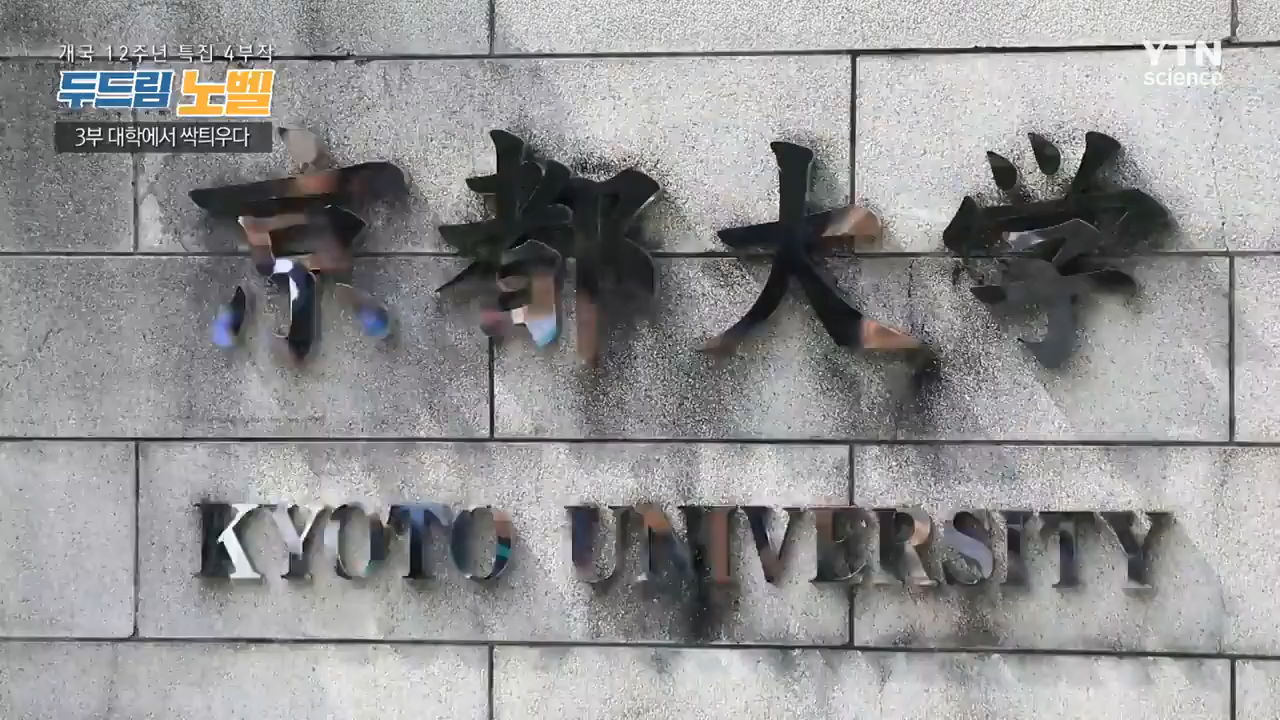 개국 12주년 특집 4부작
두드림 노벨
3부 대학에서 싹틔우다
YTN
science
京都大学
KYOTO UNIVERSITY